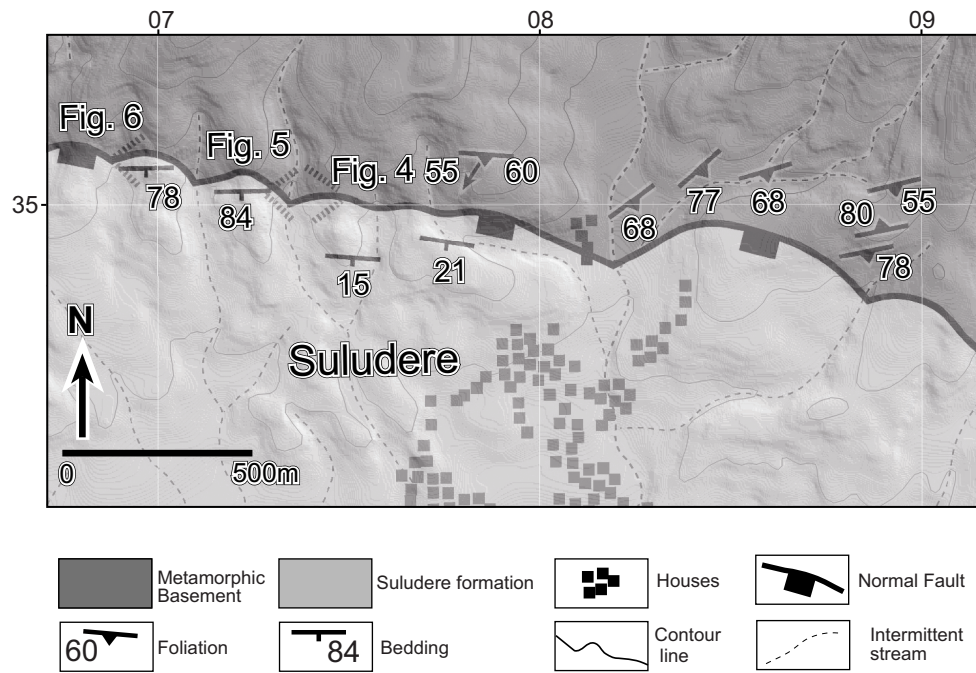 07 08 09
Fig. 6
Fig. 5
Fig. 4 55 60
77 68
78
35
84
68
80 55
15
21
78
N
Suludere
0 500m
Metamorphic
Basement
Suludere formation
Houses
Normal Fault
60
Foliation
84
Bedding
Contour
line
Intermittent
stream